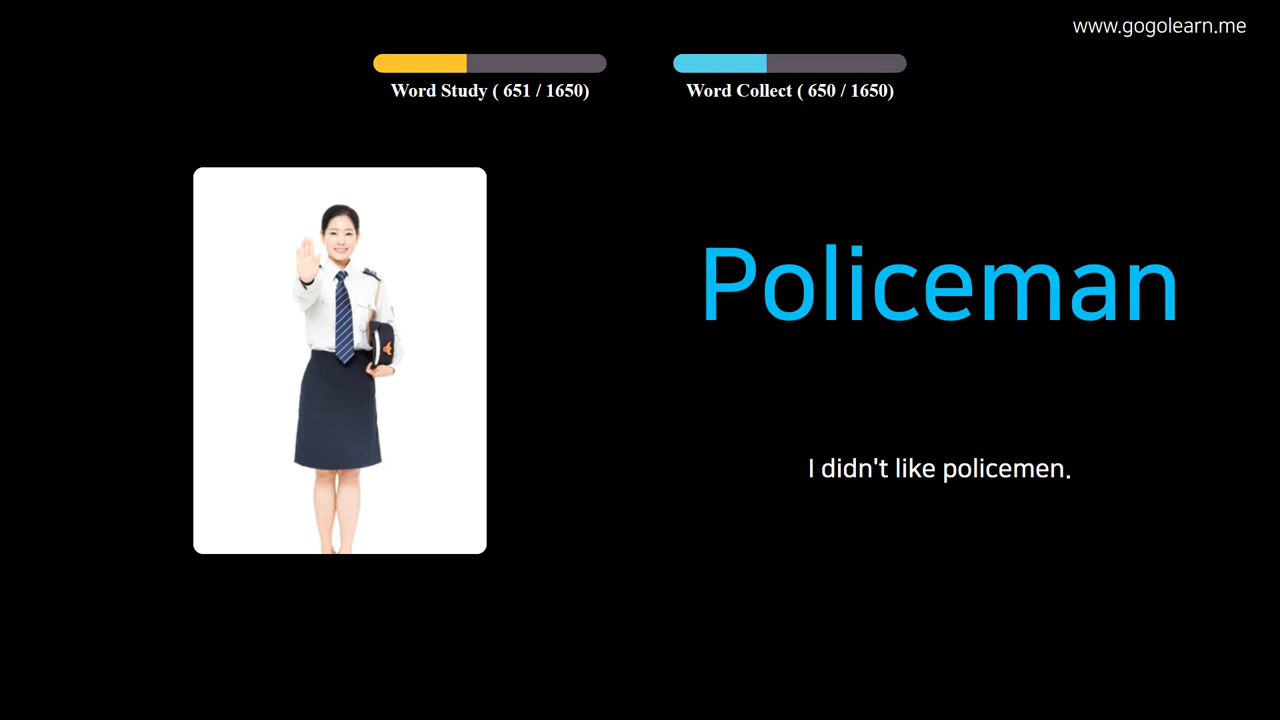 www.gogolearn.me
Word Study ( 651 / 1650)
Word Collect ( 650 / 1650)
Policeman
I didn't like policemen.